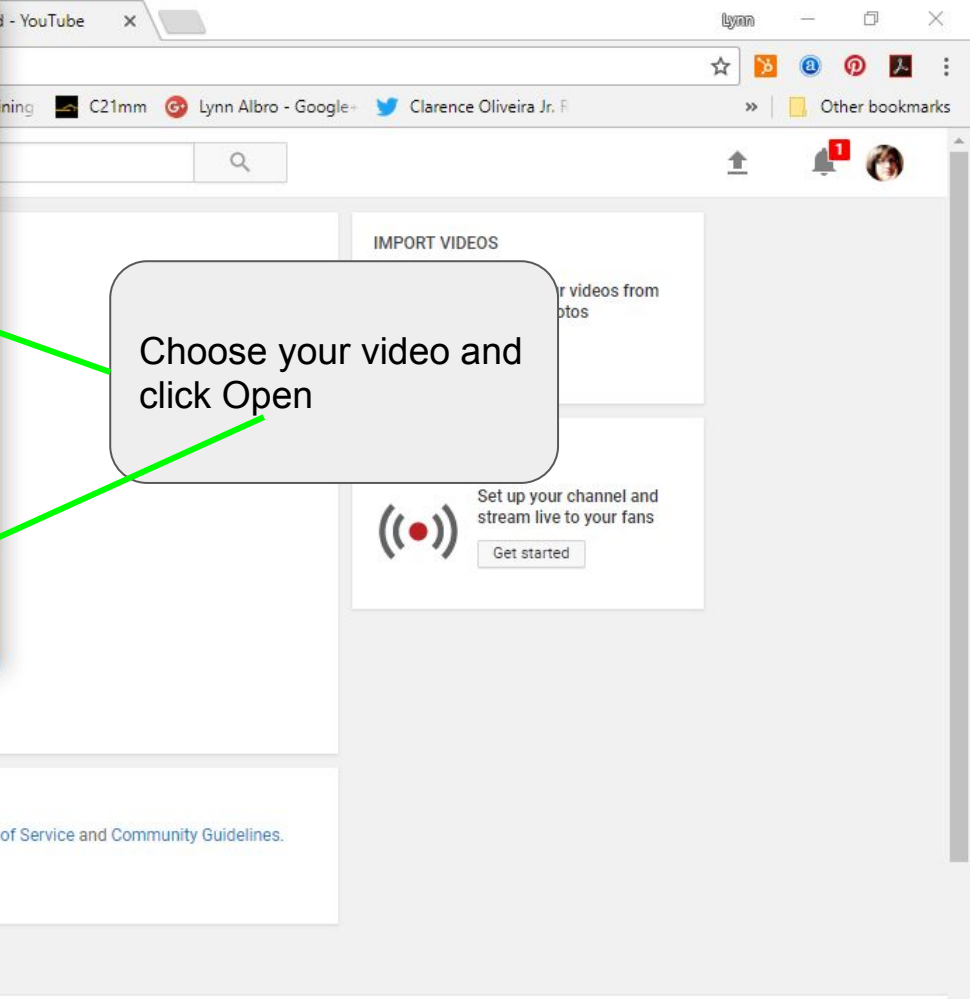 - YouTube
Lynn
C21mm Lynn Albro - Google+ Clarence Oliveira Jr. Other bookmarks
1
IMPORT VIDEOS
videos from
Choose your video and
click Open
Set up your channel and
stream live to your fans
Get started
of Service and Community Guidelines.